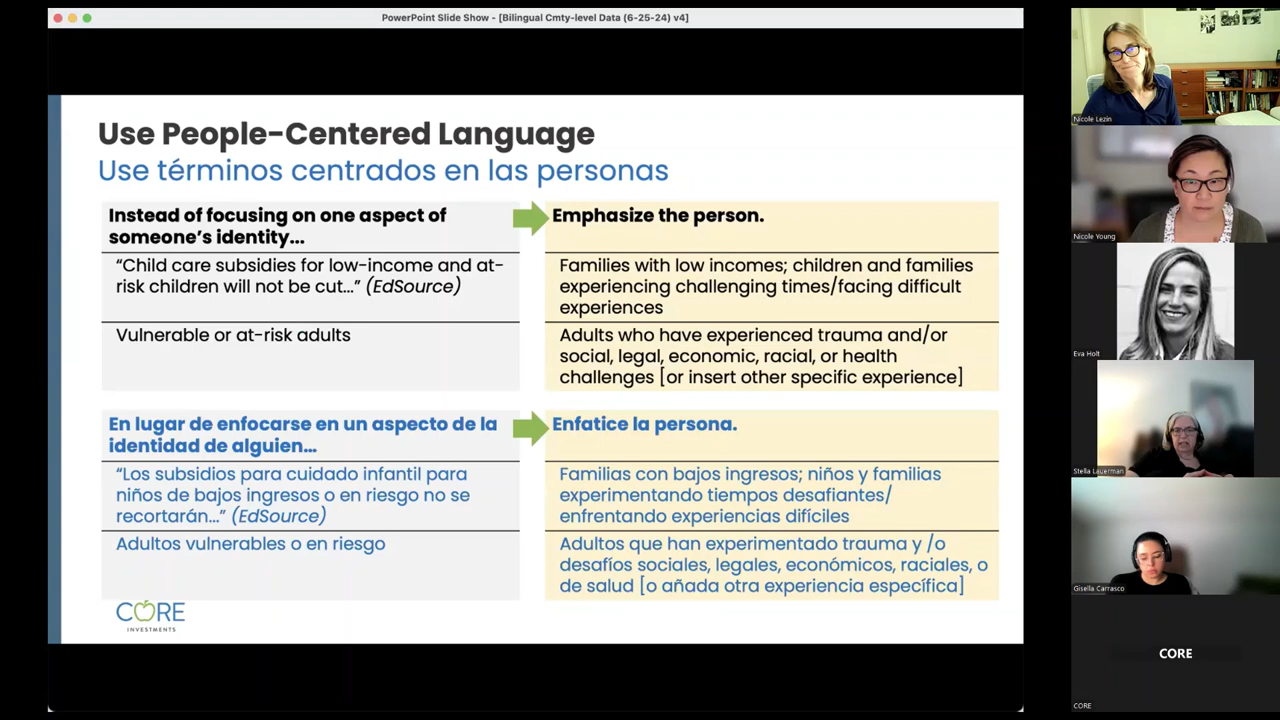 PowerPoint Slide Show - [Bilingual Cmty-level Data (6-25-24) v4]
Use People-Centered Language
Use términos centrados en las personas
Instead of focusing on one aspect of
someone's identity...
Emphasize the person.
“Child care subsidies for low-income and at-
risk children will not be cut...” (EdSource)
Families with low incomes; children and families
experiencing challenging times/facing difficult
experiences
Vulnerable or at-risk adults
Adults who have experienced trauma and/or
social, legal, economic, racial, or health
challenges [or insert other specific experience]
En lugar de enfocarse en un aspecto de la
identidad de alguien...
Enfatice la persona.
“Los subsidios para cuidado infantil para
niños de bajos ingresos o en riesgo no se
recortarán...” (EdSource)
Familias con bajos ingresos; niños y familias
experimentando tiempos desafiantes/
enfrentando experiencias difíciles
Adultos vulnerables o en riesgo
Adultos que han experimentado trauma y /o
desafíos sociales, legales, económicos, raciales, o
de salud [o añada otra experiencia específica]
CORE
INVESTMENTS
Nicole Lezin
Nicole Young
Eva Holt
Stella Lauerman
Gisella Carrasco
CORE
CORE